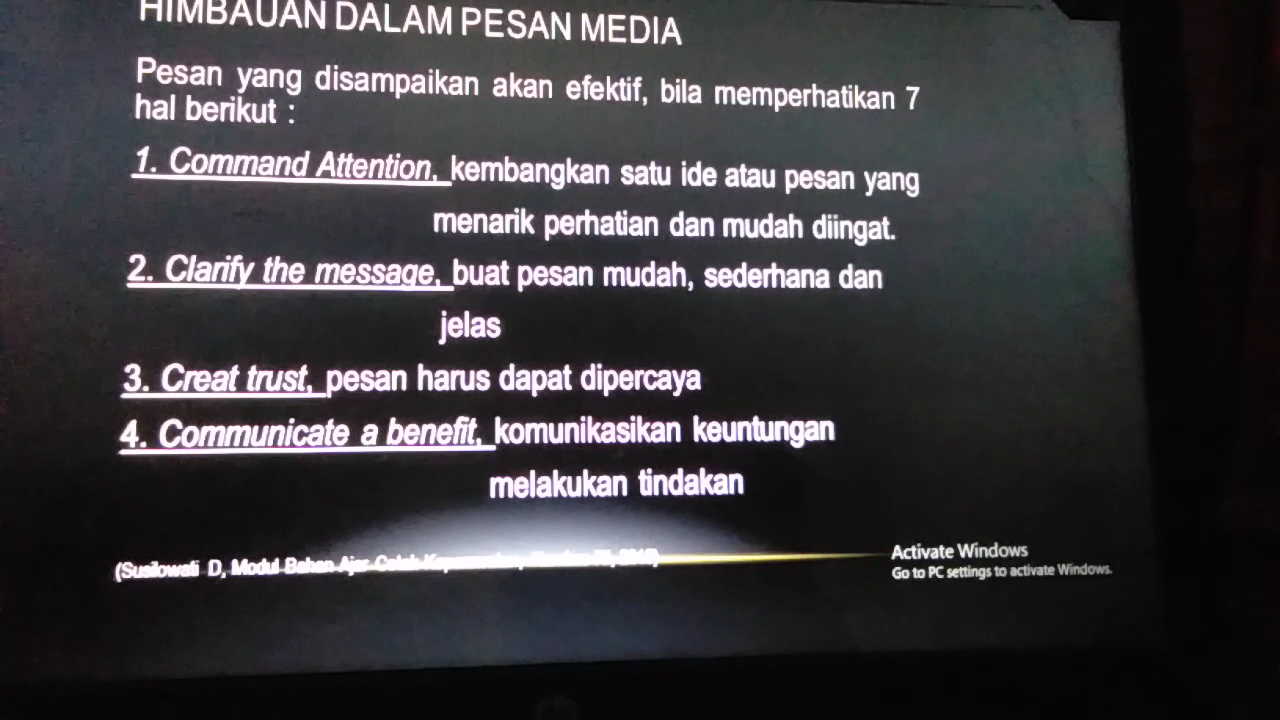 HIMBAUAN DALAM PESAN MEDIA
Pesan yang disampaikan akan efektif, bila memperhatikan 7
hal berikut :
1. Command Attention, kembangkan satu ide atau pesan yang
menarik perhatian dan mudah diingat.
2. Clarify the message, buat pesan mudah, sederhana dan
jelas
3. Creat trust, pesan harus dapat dipercaya
4. Communicate a benefit, komunikasikan keuntungan
melakukan tindakan
(Susilowati D, Modul Bahan Ajar Cetak
Activate Windows
Go to PC settings to activate Windows.